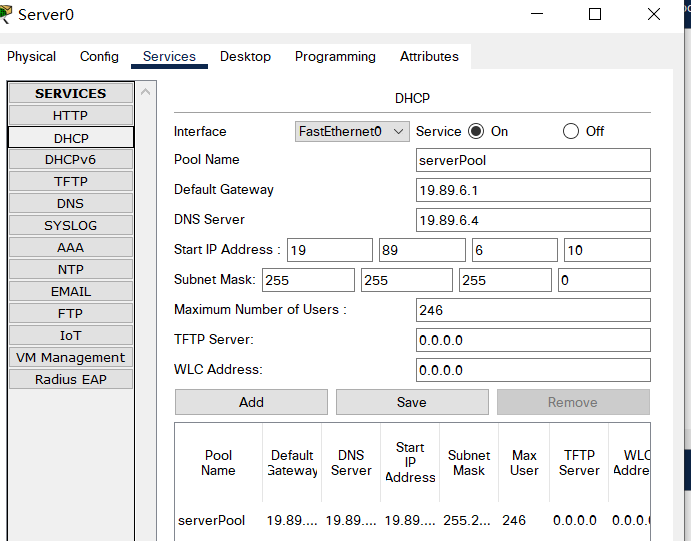 Server0
Physical Config Services Desktop Programming Attributes
SERVICES
HTTP
DHCP
DHCPv6
TFTP
DNS
SYSLOG
AAA
NTP
EMAIL
FTP
IoT
VM Management
Radius EAP
DHCP
Interface FastEthernet0 Service On Off
Pool Name serverPool
Default Gateway 19.89.6.1
DNS Server 19.89.6.4
Start IP Address : 19 89 6 10
Subnet Mask: 255 255 255 0
Maximum Number of Users : 246
TFTP Server: 0.0.0.0
WLC Address: 0.0.0.0
Add Save Remove
Pool Name Default Gateway DNS Server Start IP Address Subnet Mask Max User TFTP Server WLC Addre
serverPool 19.89.... 19.89.... 19.89.... 255.2... 246 0.0.0.0 0.0.0.